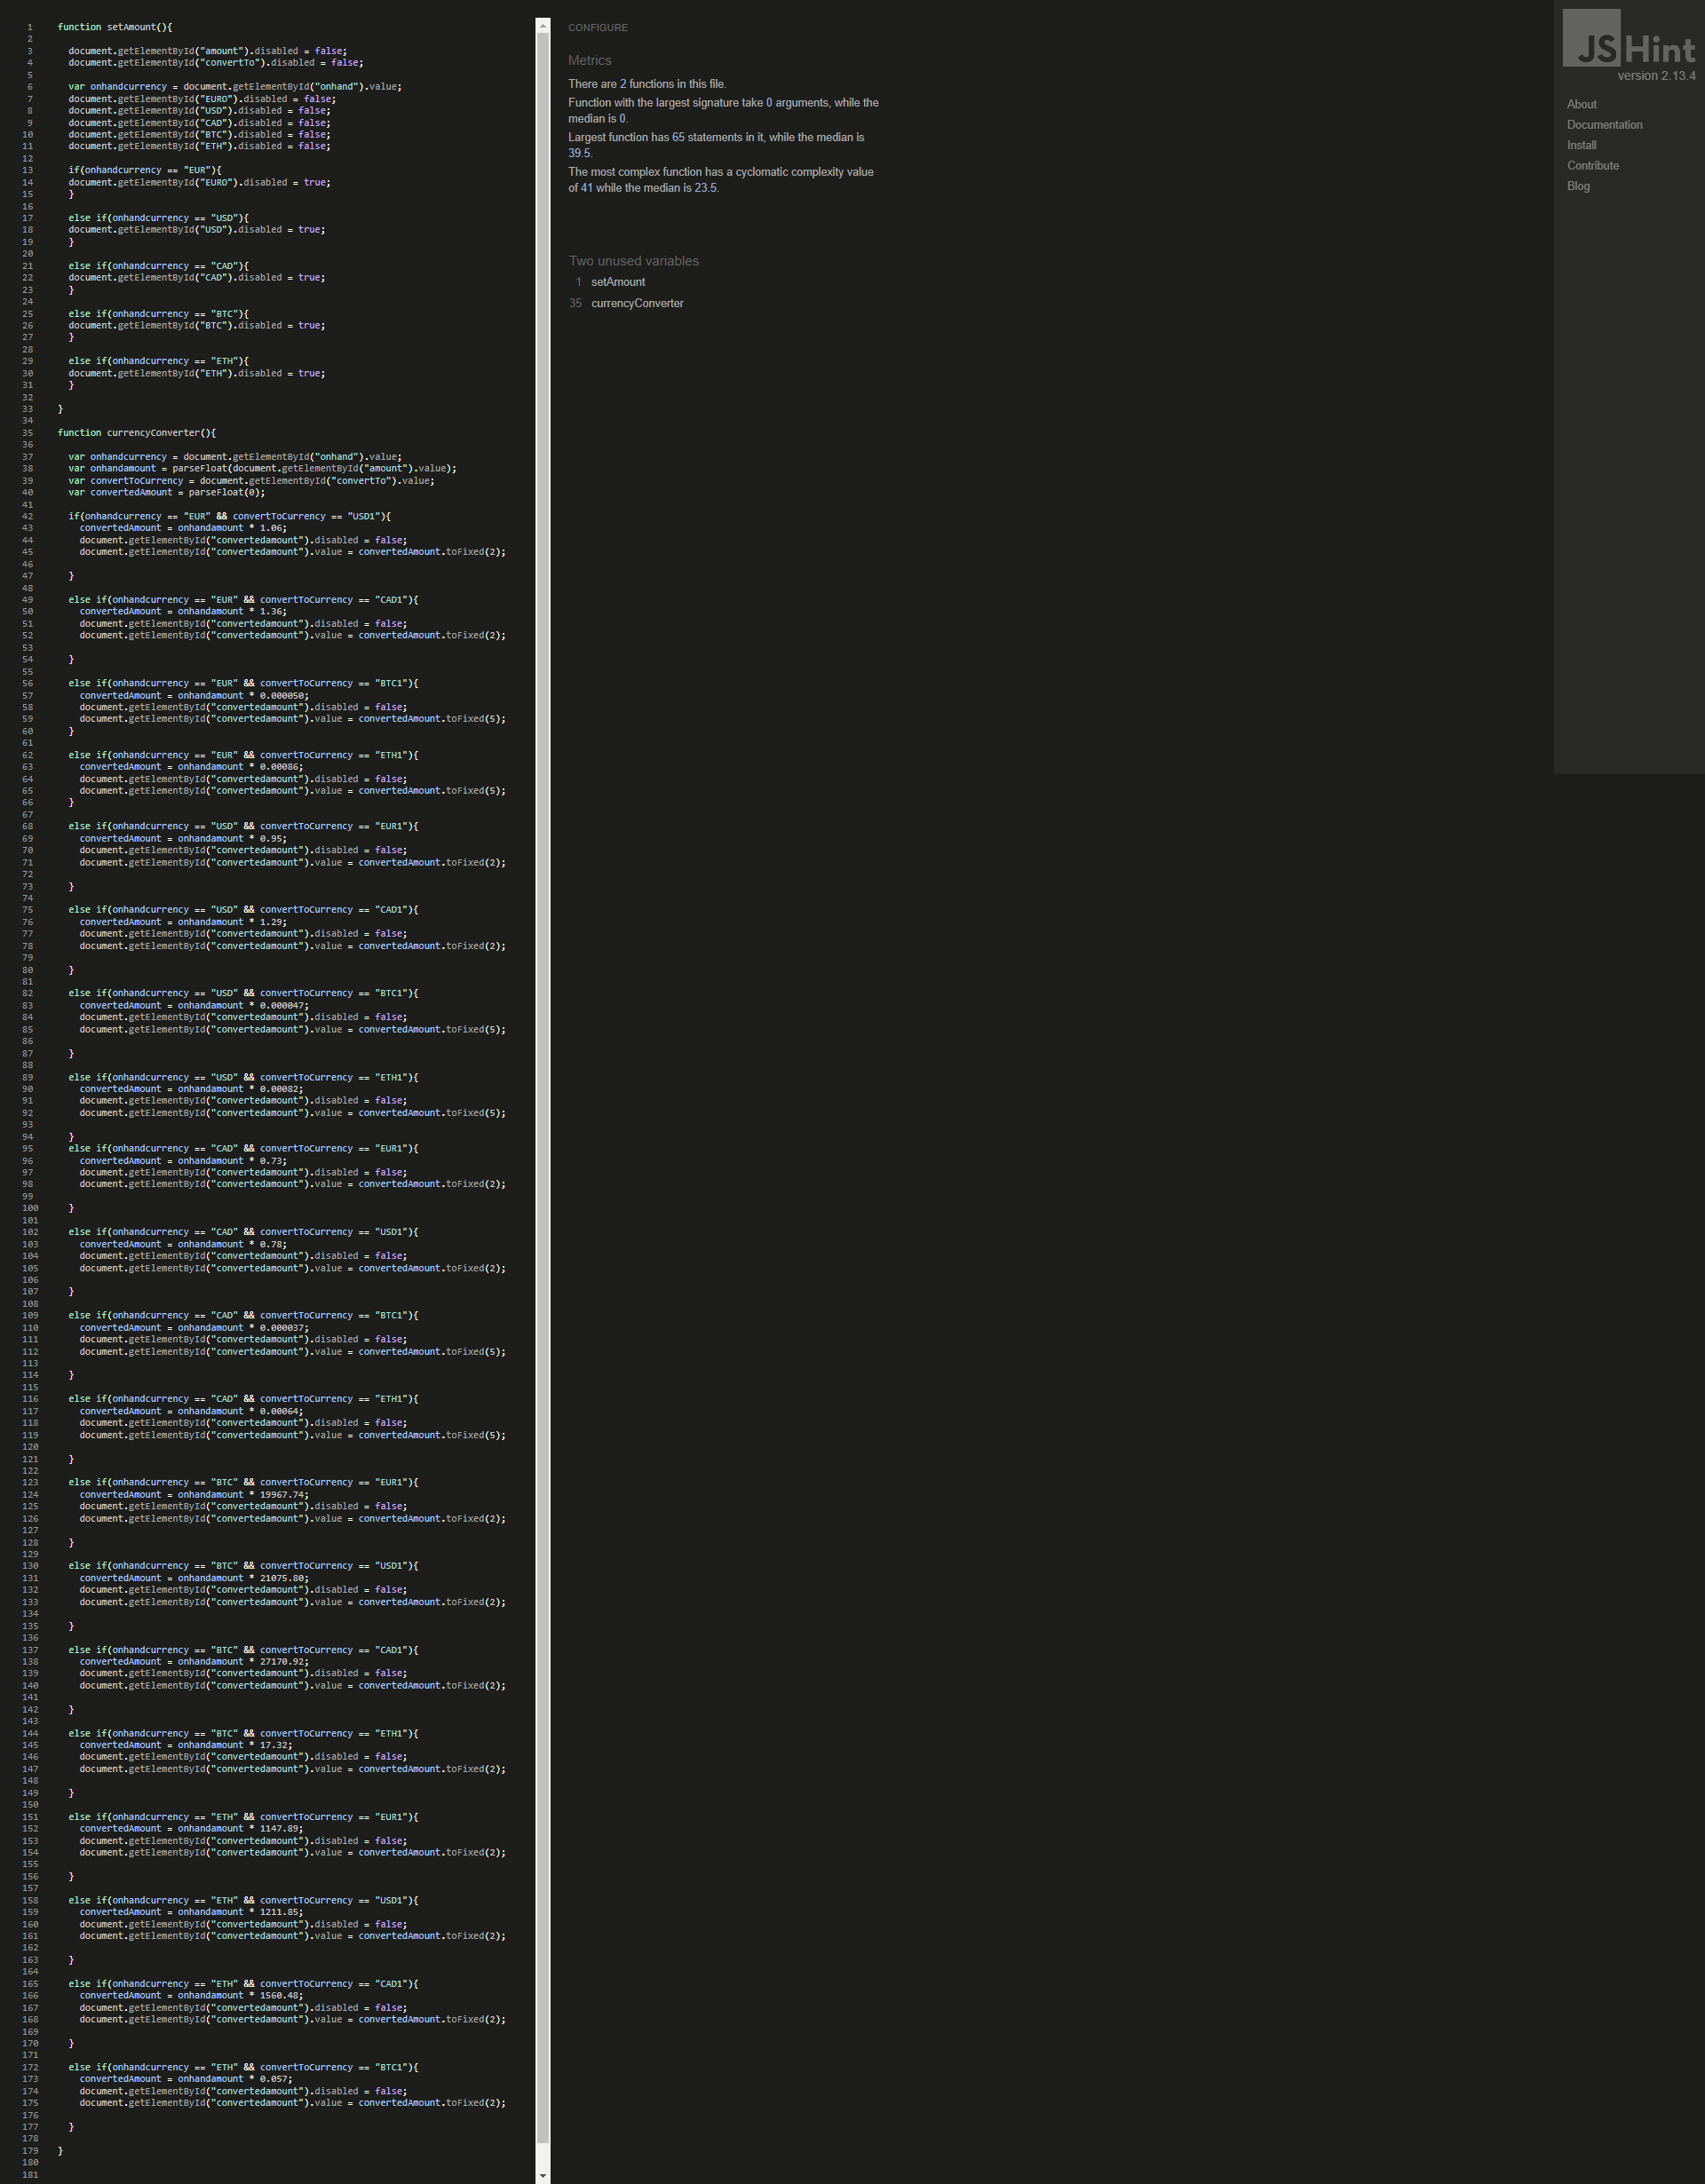 1 function setAmount(){
2
3 document.getElementById("amount").disabled = false;
4 document.getElementById("convertTo").disabled = false;
5
6 var onhandcurrency = document.getElementById("onhand").value;
7 document.getElementById("EURO").disabled = false;
8 document.getElementById("USD").disabled = false;
9 document.getElementById("CAD").disabled = false;
10 document.getElementById("BTC").disabled = false;
11 document.getElementById("ETH").disabled = false;
12
13 if(onhandcurrency == "EUR"){
14 document.getElementById("EURO").disabled = true;
15 }
16
17 else if(onhandcurrency == "USD"){
18 document.getElementById("USD").disabled = true;
19 }
20
21 else if(onhandcurrency == "CAD"){
22 document.getElementById("CAD").disabled = true;
23 }
24
25 else if(onhandcurrency == "BTC"){
26 document.getElementById("BTC").disabled = true;
27 }
28
29 else if(onhandcurrency == "ETH"){
30 document.getElementById("ETH").disabled = true;
31 }
32
33 }
34
35 function currencyConverter(){
36
37 var onhandcurrency = document.getElementById("onhand").value;
38 var onhandamount = parseFloat(document.getElementById("amount").value);
39 var convertToCurrency = document.getElementById("convertTo").value;
40 var convertedAmount = parseFloat(0);
41
42 if(onhandcurrency == "EUR" && convertToCurrency == "USD1"){
43 convertedAmount = onhandamount * 1.06;
44 document.getElementById("convertedamount").disabled = false;
45 document.getElementById("convertedamount").value = convertedAmount.toFixed(2);
46
47 }
48
49 else if(onhandcurrency == "EUR" && convertToCurrency == "CAD1"){
50 convertedAmount = onhandamount * 1.36;
51 document.getElementById("convertedamount").disabled = false;
52 document.getElementById("convertedamount").value = convertedAmount.toFixed(2);
53
54 }
55
56 else if(onhandcurrency == "EUR" && convertToCurrency == "BTC1"){
57 convertedAmount = onhandamount * 0.000050;
58 document.getElementById("convertedamount").disabled = false;
59 document.getElementById("convertedamount").value = convertedAmount.toFixed(5);
60 }
61
62 else if(onhandcurrency == "EUR" && convertToCurrency == "ETH1"){
63 convertedAmount = onhandamount * 0.00086;
64 document.getElementById("convertedamount").disabled = false;
65 document.getElementById("convertedamount").value = convertedAmount.toFixed(5);
66 }
67
68 else if(onhandcurrency == "USD" && convertToCurrency == "EUR1"){
69 convertedAmount = onhandamount * 0.95;
70 document.getElementById("convertedamount").disabled = false;
71 document.getElementById("convertedamount").value = convertedAmount.toFixed(2);
72
73 }
74
75 else if(onhandcurrency == "USD" && convertToCurrency == "CAD1"){
76 convertedAmount = onhandamount * 1.29;
77 document.getElementById("convertedamount").disabled = false;
78 document.getElementById("convertedamount").value = convertedAmount.toFixed(2);
79
80 }
81
82 else if(onhandcurrency == "USD" && convertToCurrency == "BTC1"){
83 convertedAmount = onhandamount * 0.000047;
84 document.getElementById("convertedamount").disabled = false;
85 document.getElementById("convertedamount").value = convertedAmount.toFixed(5);
86
87 }
88
89 else if(onhandcurrency == "USD" && convertToCurrency == "ETH1"){
90 convertedAmount = onhandamount * 0.00082;
91 document.getElementById("convertedamount").disabled = false;
92 document.getElementById("convertedamount").value = convertedAmount.toFixed(5);
93
94 }
95 else if(onhandcurrency == "CAD" && convertToCurrency == "EUR1"){
96 convertedAmount = onhandamount * 0.73;
97 document.getElementById("convertedamount").disabled = false;
98 document.getElementById("convertedamount").value = convertedAmount.toFixed(2);
99
100 }
101
102 else if(onhandcurrency == "CAD" && convertToCurrency == "USD1"){
103 convertedAmount = onhandamount * 0.78;
104 document.getElementById("convertedamount").disabled = false;
105 document.getElementById("convertedamount").value = convertedAmount.toFixed(2);
106
107 }
108
109 else if(onhandcurrency == "CAD" && convertToCurrency == "BTC1"){
110 convertedAmount = onhandamount * 0.000037;
111 document.getElementById("convertedamount").disabled = false;
112 document.getElementById("convertedamount").value = convertedAmount.toFixed(5);
113
114 }
115
116 else if(onhandcurrency == "CAD" && convertToCurrency == "ETH1"){
117 convertedAmount = onhandamount * 0.00064;
118 document.getElementById("convertedamount").disabled = false;
119 document.getElementById("convertedamount").value = convertedAmount.toFixed(5);
120
121 }
122
123 else if(onhandcurrency == "BTC" && convertToCurrency == "EUR1"){
124 convertedAmount = onhandamount * 19967.74;
125 document.getElementById("convertedamount").disabled = false;
126 document.getElementById("convertedamount").value = convertedAmount.toFixed(2);
127
128 }
129
130 else if(onhandcurrency == "BTC" && convertToCurrency == "USD1"){
131 convertedAmount = onhandamount * 21075.80;
132 document.getElementById("convertedamount").disabled = false;
133 document.getElementById("convertedamount").value = convertedAmount.toFixed(2);
134
135 }
136
137 else if(onhandcurrency == "BTC" && convertToCurrency == "CAD1"){
138 convertedAmount = onhandamount * 27170.92;
139 document.getElementById("convertedamount").disabled = false;
140 document.getElementById("convertedamount").value = convertedAmount.toFixed(2);
141
142 }
143
144 else if(onhandcurrency == "BTC" && convertToCurrency == "ETH1"){
145 convertedAmount = onhandamount * 17.32;
146 document.getElementById("convertedamount").disabled = false;
147 document.getElementById("convertedamount").value = convertedAmount.toFixed(2);
148
149 }
150
151 else if(onhandcurrency == "ETH" && convertToCurrency == "EUR1"){
152 convertedAmount = onhandamount * 1147.89;
153 document.getElementById("convertedamount").disabled = false;
154 document.getElementById("convertedamount").value = convertedAmount.toFixed(2);
155
156 }
157
158 else if(onhandcurrency == "ETH" && convertToCurrency == "USD1"){
159 convertedAmount = onhandamount * 1211.85;
160 document.getElementById("convertedamount").disabled = false;
161 document.getElementById("convertedamount").value = convertedAmount.toFixed(2);
162
163 }
164
165 else if(onhandcurrency == "ETH" && convertToCurrency == "CAD1"){
166 convertedAmount = onhandamount * 1560.48;
167 document.getElementById("convertedamount").disabled = false;
168 document.getElementById("convertedamount").value = convertedAmount.toFixed(2);
169
170 }
171
172 else if(onhandcurrency == "ETH" && convertToCurrency == "BTC1"){
173 convertedAmount = onhandamount * 0.057;
174 document.getElementById("convertedamount").disabled = false;
175 document.getElementById("convertedamount").value = convertedAmount.toFixed(2);
176
177 }
178
179 }
180
181
CONFIGURE
Metrics
There are 2 functions in this file.
Function with the largest signature take 0 arguments, while the
median is 0.
Largest function has 65 statements in it, while the median is
39.5.
The most complex function has a cyclomatic complexity value
of 41 while the median is 23.5.
Two unused variables
1 setAmount
35 currencyConverter
JSHint
version 2.13.4
About
Documentation
Install
Contribute
Blog